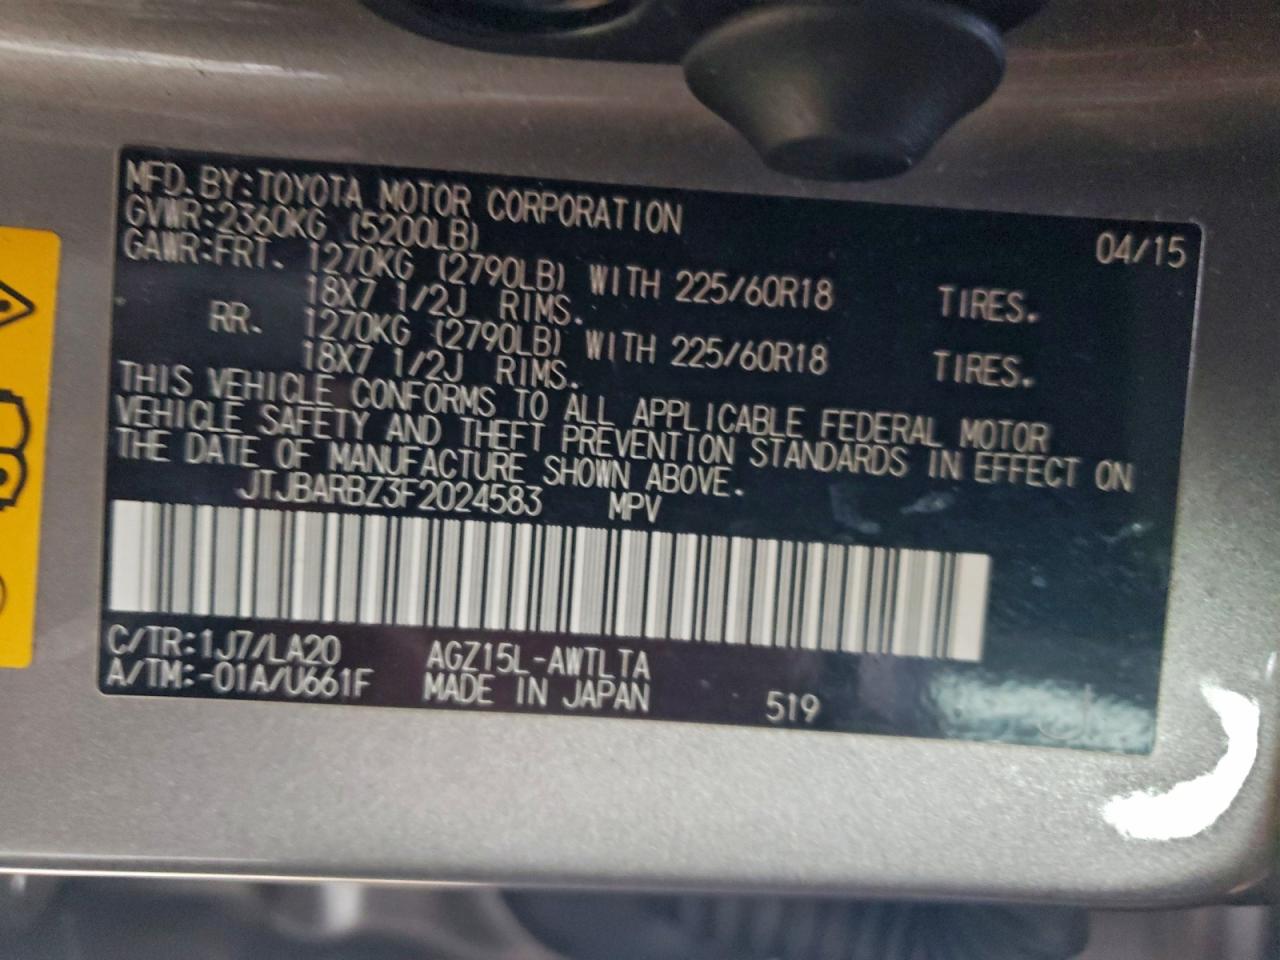 MFD. BY:TOYOTA MOTOR CORPORATION 04/15
GVWR:2360KG (5200LB)
GAWR:FRT. 1270KG (2790LB) WITH 225/60R18 TIRES.
18X7 1/2J RIMS.
RR. 1270KG (2790LB) WITH 225/60R18 TIRES.
18X7 1/2J RIMS.
THIS VEHICLE CONFORMS TO ALL APPLICABLE FEDERAL MOTOR
VEHICLE SAFETY AND THEFT PREVENTION STANDARDS IN EFFECT ON
THE DATE OF MANUFACTURE SHOWN ABOVE.
JTJBARBZ3F2024583 MPV
C/TR:1J7/LA20 AGZ15L-AWTLTA
A/TM:-01A/U661F MADE IN JAPAN 519